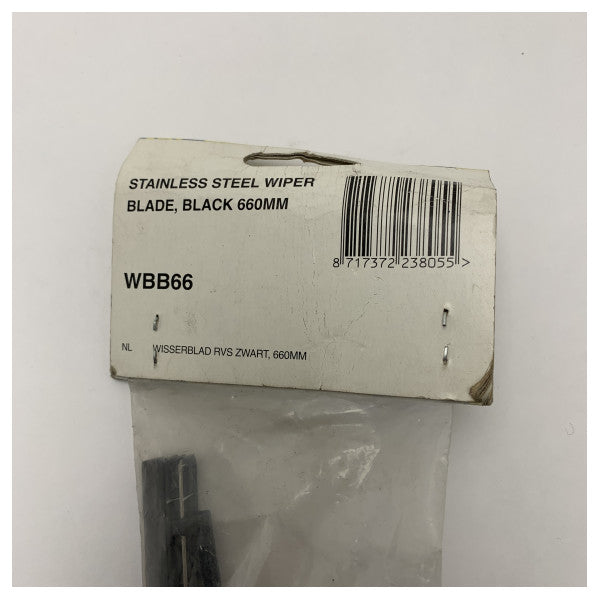 STAINLESS STEEL WIPER
BLADE, BLACK 660MM
8 717372 238055 >
WBB66
NL WISSERBLAD RVS ZWART, 660MM